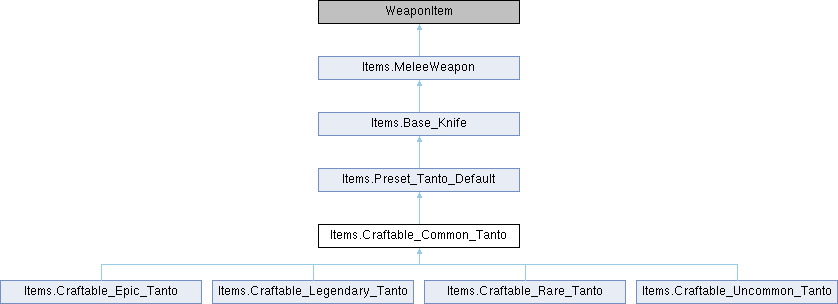 WeaponItem
Items.MeleeWeapon
Items.Base_Knife
Items.Preset_Tanto_Default
Items.Craftable_Common_Tanto
Items.Craftable_Epic_Tanto Items.Craftable_Legendary_Tanto Items.Craftable_Rare_Tanto Items.Craftable_Uncommon_Tanto